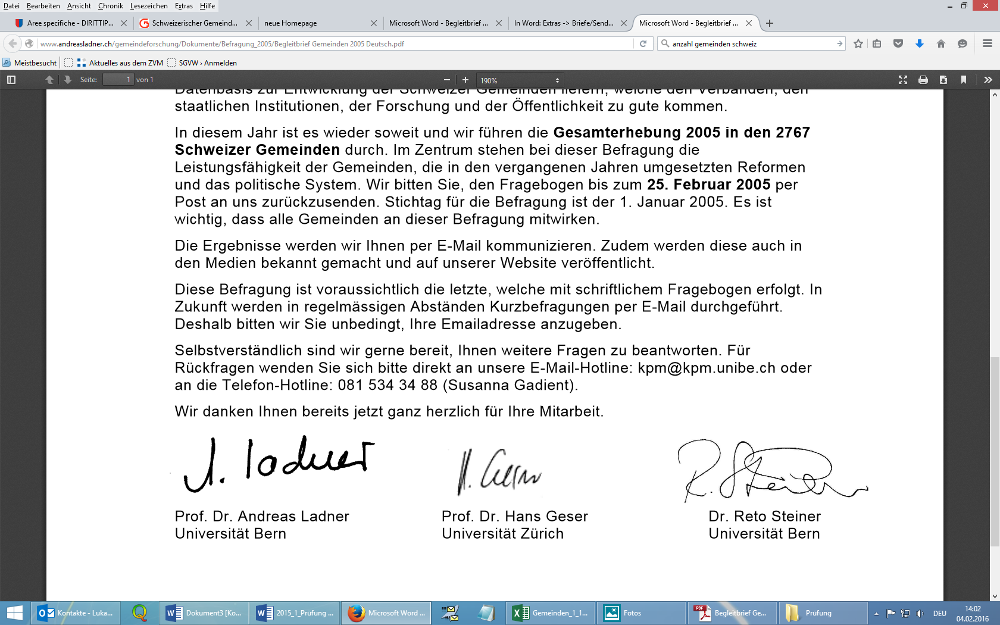 Datei Bearbeiten Ansicht Chronik Lesezeichen Extras Hilfe
Aree specifiche - DIRITTIP... Schweizerischer Gemeind... neue Homepage Microsoft Word - Begleitbrief ... In Word: Extras -> Briefe/Send... Microsoft Word - Begleitbrief ...
www.andreasladner.ch/gemeindeforschung/Dokumente/Befragung_2005/Begleitbrief Gemeinden 2005 Deutsch.pdf anzahl gemeinden schweiz
Meistbesucht Aktuelles aus dem ZVM SGVW › Anmelden
Seite: 1 von 1 190%
Datenbasis zur Entwicklung der Schweizer Gemeinden liefern, welche den Verbänden, den
staatlichen Institutionen, der Forschung und der Öffentlichkeit zu gute kommen.
In diesem Jahr ist es wieder soweit und wir führen die Gesamterhebung 2005 in den 2767
Schweizer Gemeinden durch. Im Zentrum stehen bei dieser Befragung die
Leistungsfähigkeit der Gemeinden, die in den vergangenen Jahren umgesetzten Reformen
und das politische System. Wir bitten Sie, den Fragebogen bis zum 25. Februar 2005 per
Post an uns zurückzusenden. Stichtag für die Befragung ist der 1. Januar 2005. Es ist
wichtig, dass alle Gemeinden an dieser Befragung mitwirken.
Die Ergebnisse werden wir Ihnen per E-Mail kommunizieren. Zudem werden diese auch in
den Medien bekannt gemacht und auf unserer Website veröffentlicht.
Diese Befragung ist voraussichtlich die letzte, welche mit schriftlichem Fragebogen erfolgt. In
Zukunft werden in regelmässigen Abständen Kurzbefragungen per E-Mail durchgeführt.
Deshalb bitten wir Sie unbedingt, Ihre Emailadresse anzugeben.
Selbstverständlich sind wir gerne bereit, Ihnen weitere Fragen zu beantworten. Für
Rückfragen wenden Sie sich bitte direkt an unsere E-Mail-Hotline: kpm@kpm.unibe.ch oder
an die Telefon-Hotline: 081 534 34 88 (Susanna Gadient).
Wir danken Ihnen bereits jetzt ganz herzlich für Ihre Mitarbeit.
A. Ladner H. Geser R. Steiner
Prof. Dr. Andreas Ladner Prof. Dr. Hans Geser Dr. Reto Steiner
Universität Bern Universität Zürich Universität Bern
Kontakte - Luka... Dokument3 [Ko... 2015_1_Prüfung ... Microsoft Word ... Gemeinden_1_1... Fotos Begleitbrief Ge... Prüfung DEU 14:02
04.02.2016